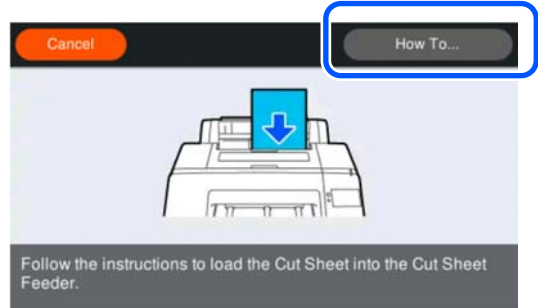 Cancel
How To...
Follow the instructions to load the Cut Sheet into the Cut Sheet
Feeder.